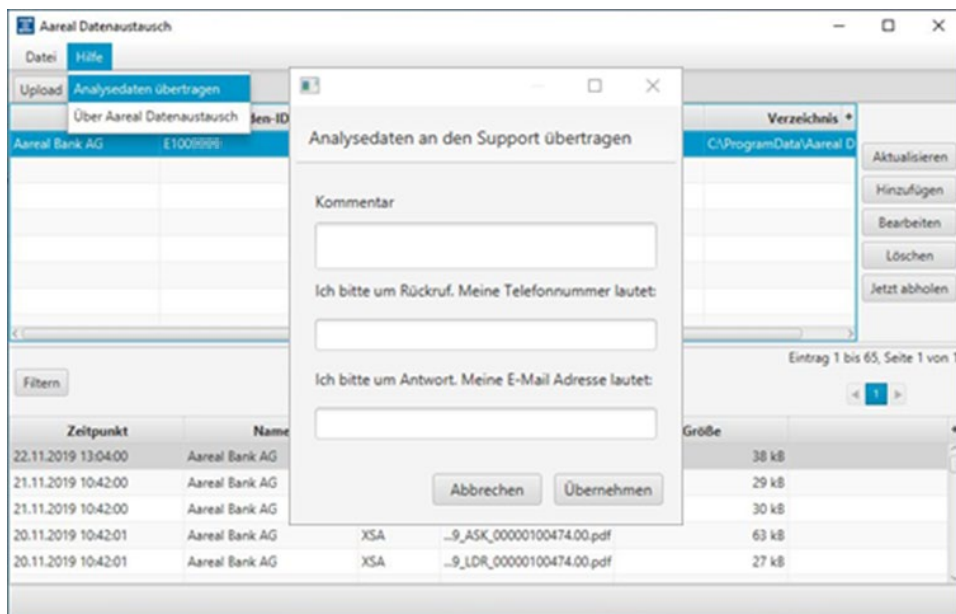 Aareal Datenaustausch
Datei Hilfe
Upload Analysedaten übertragen
Über Aareal Datenaustausch
den-ID Verzeichnis
Aareal Bank AG C:\ProgramData\Aareal D
Aktualisieren
Hinzufügen
Bearbeiten
Löschen
Jetzt abholen
Analysedaten an den Support übertragen
Kommentar
Ich bitte um Rückruf. Meine Telefonnummer lautet:
Ich bitte um Antwort. Meine E-Mail Adresse lautet:
Abbrechen Übernehmen
Eintrag 1 bis 65, Seite 1 von 1
Filtern
1
Zeitpunkt Name Größe
22.11.2019 13:04:00 Aareal Bank AG 38 kB
21.11.2019 10:42:00 Aareal Bank AG 29 kB
21.11.2019 10:42:00 Aareal Bank AG 30 kB
20.11.2019 10:42:01 Aareal Bank AG XSA ...9_ASK_00000100474.00.pdf 63 kB
20.11.2019 10:42:01 Aareal Bank AG XSA ...9_LDR_00000100474.00.pdf 27 kB